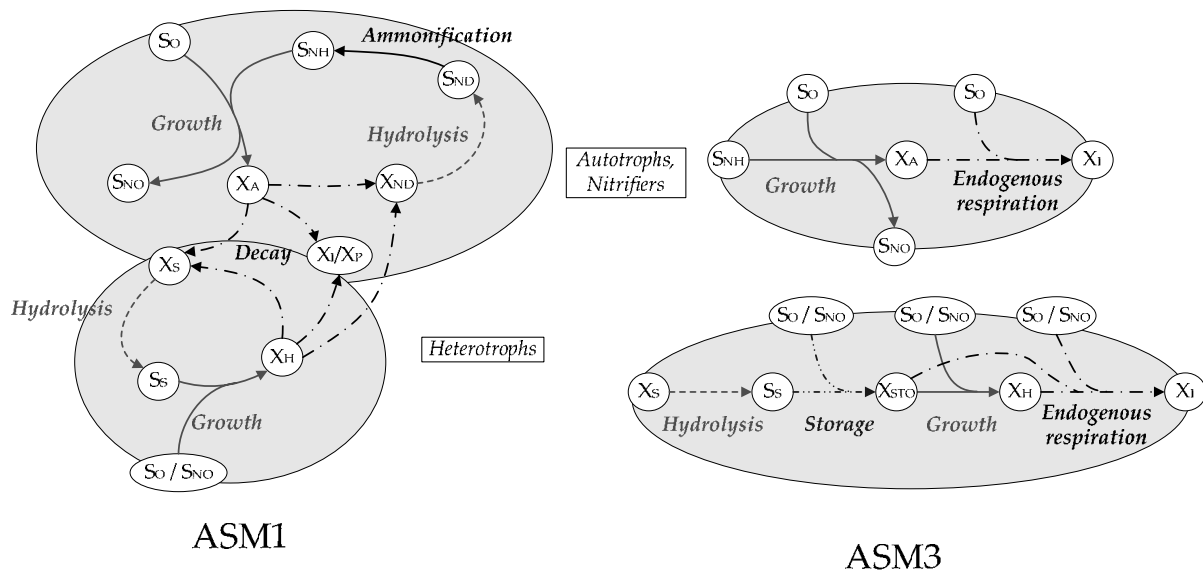 SO
SNH
Ammonification
SND
Growth
Hydrolysis
SNO
XA
XND
Decay
XS
XI/XP
Hydrolysis
XH
SS
Growth
SO / SNO
ASM1
Autotrophs,
Nitrifiers
Heterotrophs
SO
SO
SNH
XA
XI
Growth
Endogenous
respiration
SNO
SO / SNO
SO / SNO
SO / SNO
XS
SS
XSTO
XH
XI
Hydrolysis
Storage
Growth
Endogenous
respiration
ASM3